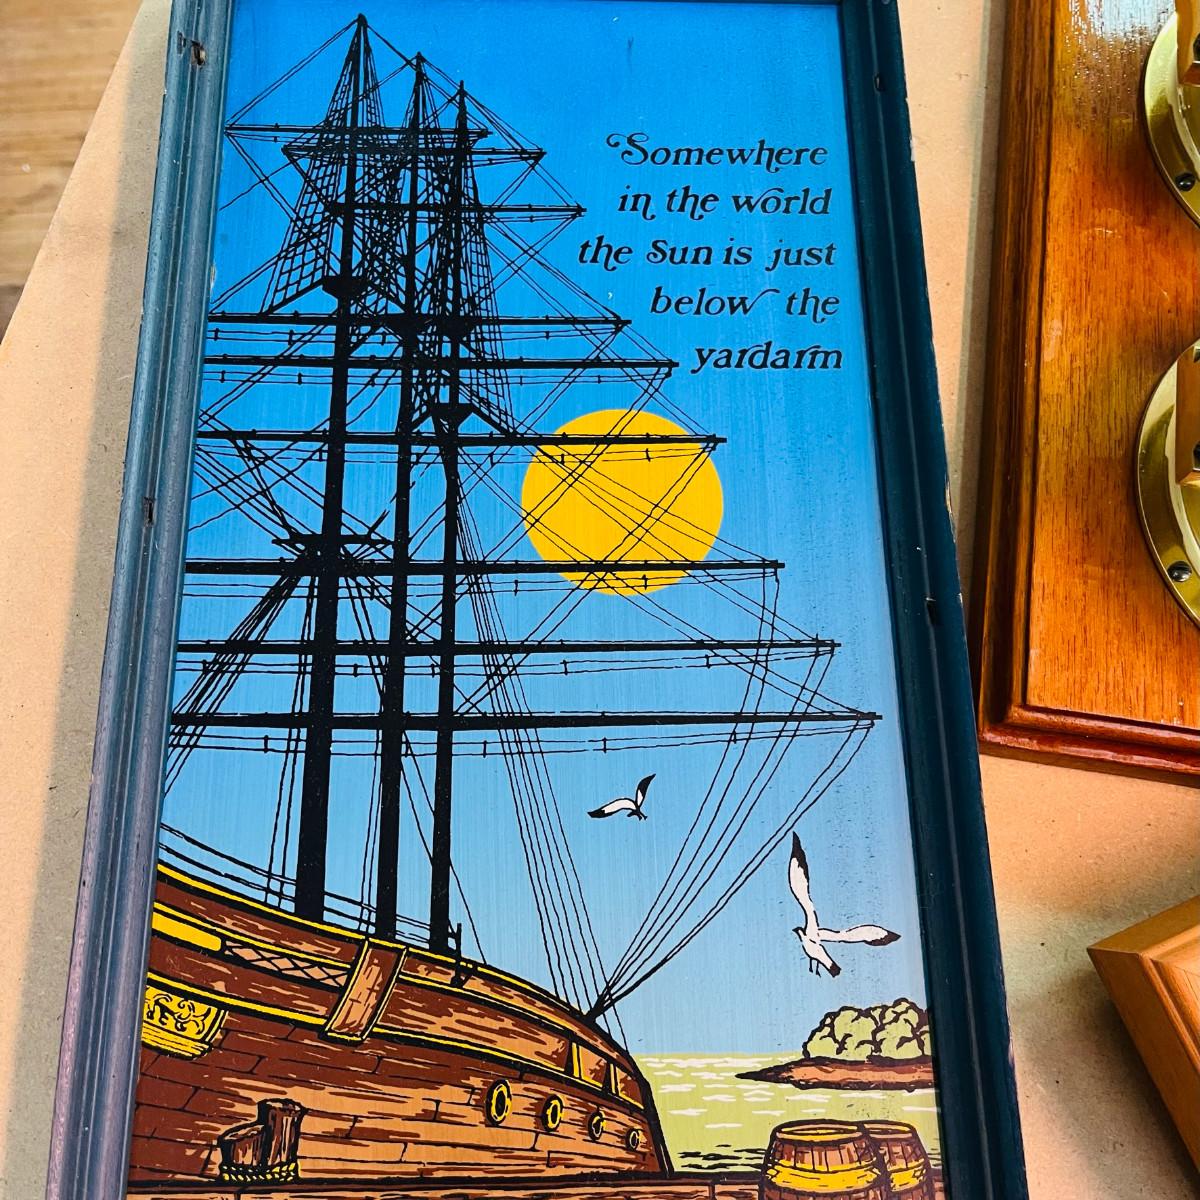 Somewhere
in the world
the sun is just
below the
yardarm